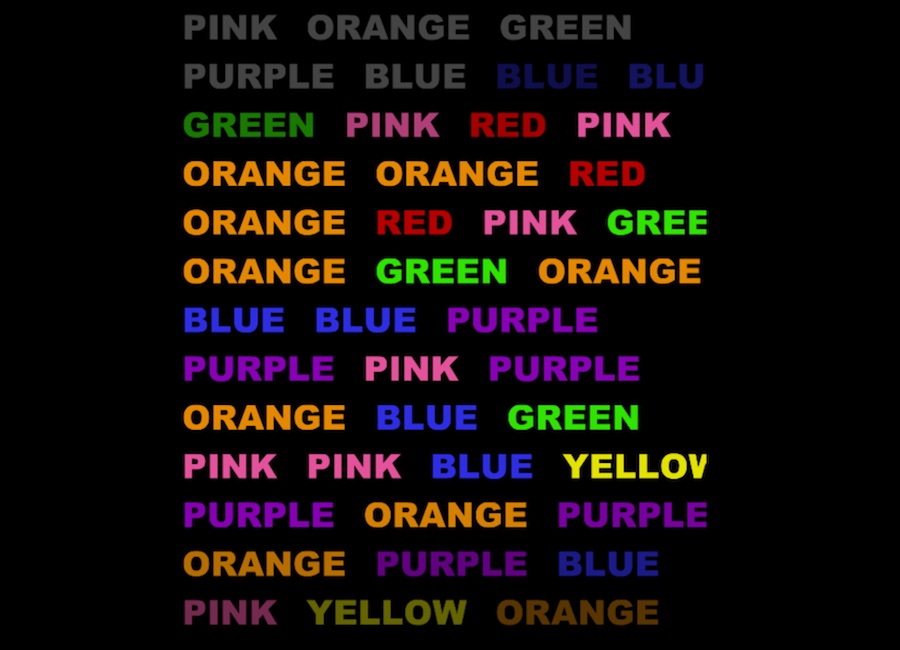 PINK ORANGE GREEN
PURPLE BLUE BLUE BLU
GREEN PINK RED PINK
ORANGE ORANGE RED
ORANGE RED PINK GREE
ORANGE GREEN ORANGE
BLUE BLUE PURPLE
PURPLE PINK PURPLE
ORANGE BLUE GREEN
PINK PINK BLUE YELLOW
PURPLE ORANGE PURPLE
ORANGE PURPLE BLUE
PINK YELLOW ORANGE